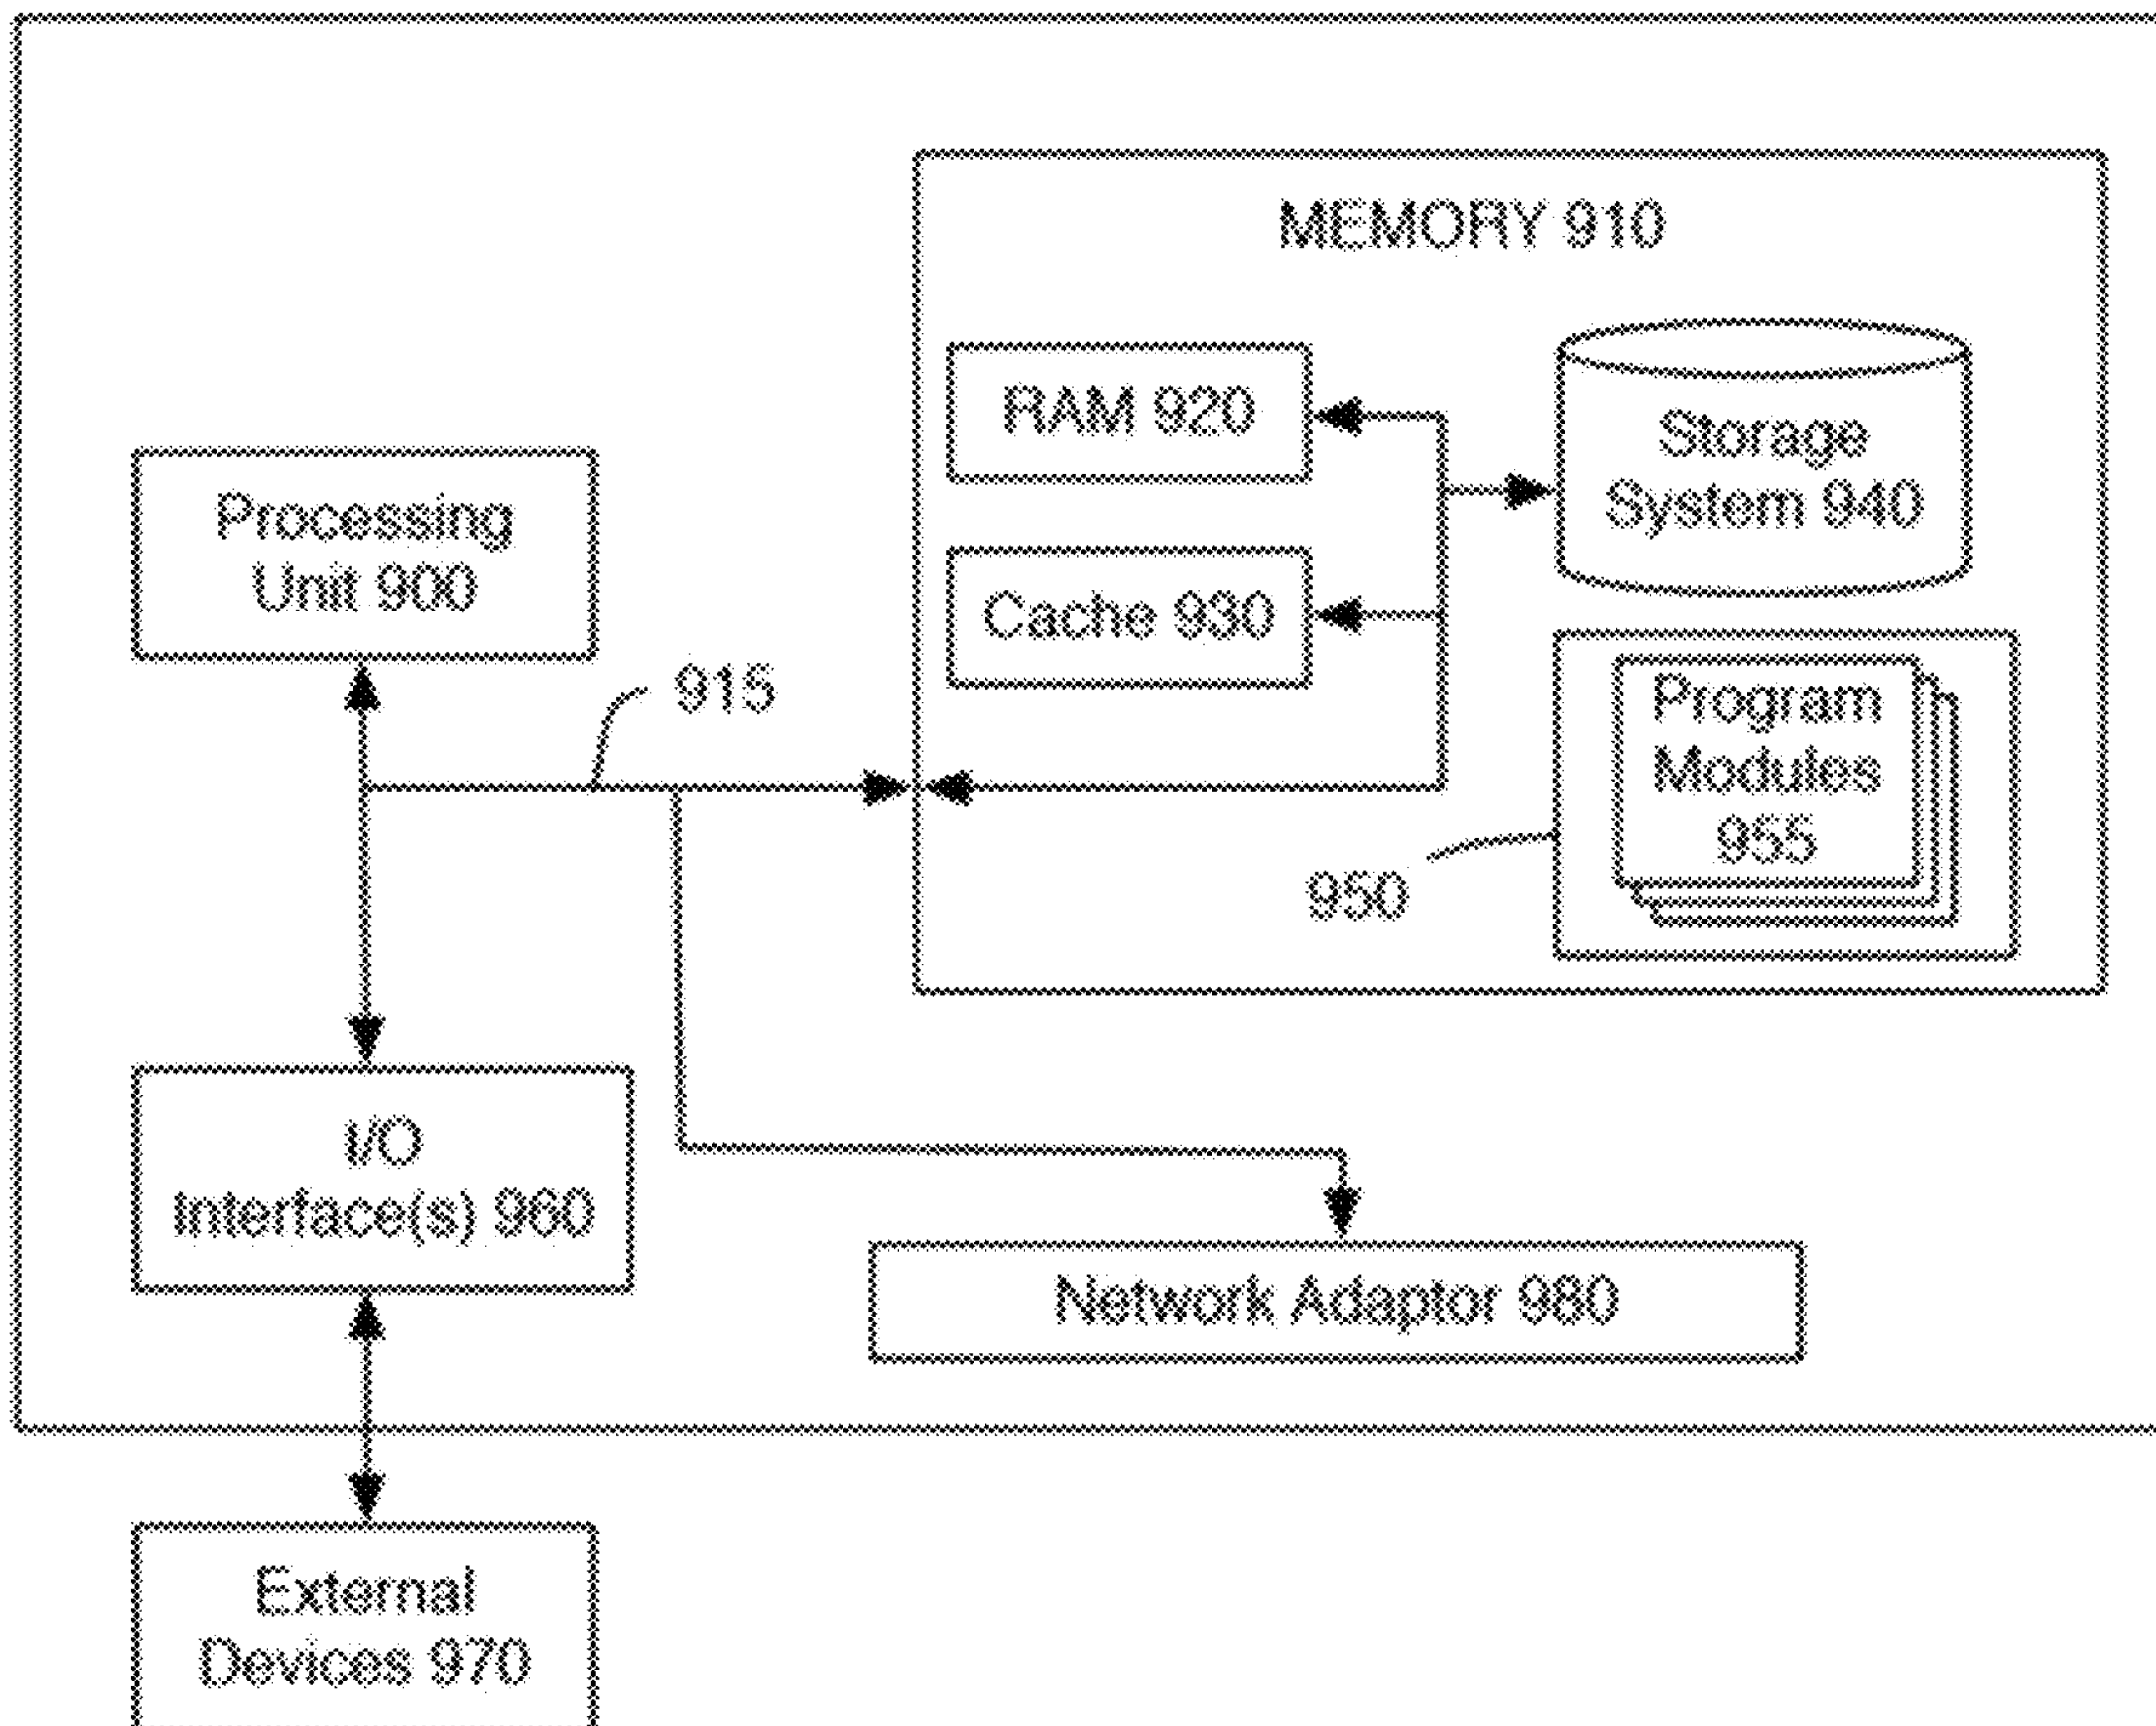 MEMORY 910
RAM 920
Storage
System 940
Processing
Unit 900
Cache 930
915
Program
Modules
955
950
I/O
Interface(s) 960
Network Adaptor 980
External
Devices 970